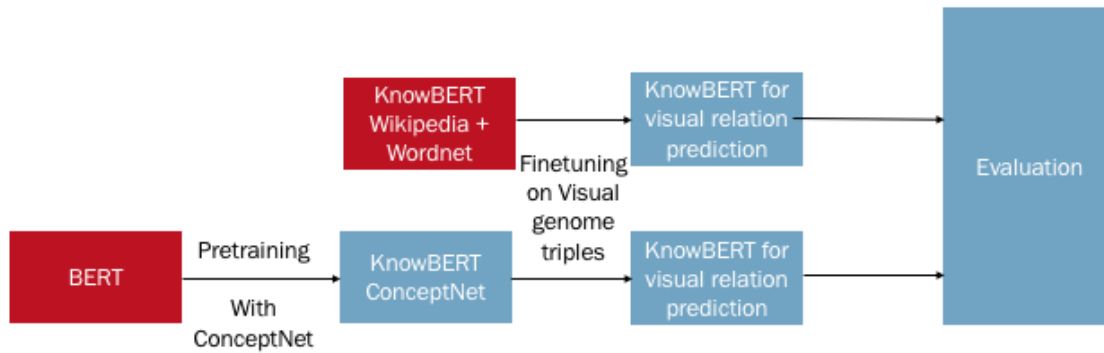 KnowBERT
Wikipedia +
Wordnet
KnowBERT for
visual relation
prediction
Evaluation
Finetuning
on Visual
genome
triples
BERT
Pretraining
With
ConceptNet
KnowBERT
ConceptNet
KnowBERT for
visual relation
prediction